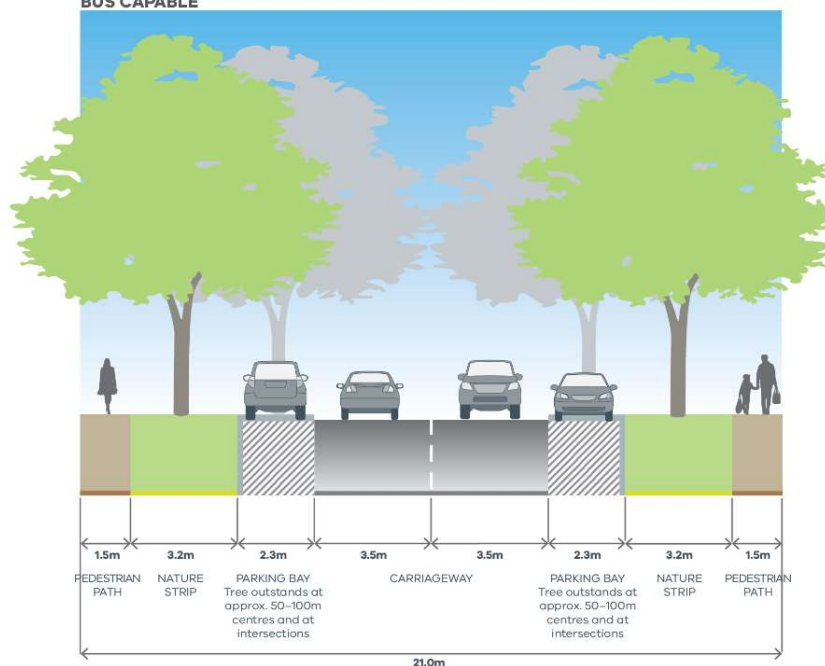 BUS CAPABLE
1.5m
3.2m
2.3m
3.5m
3.5m
2.3m
3.2m
1.5m
PEDESTRIAN
PATH
NATURE
STRIP
PARKING BAY
Tree outstands at
approx. 50–100m
centres and at
intersections
CARRIAGEWAY
PARKING BAY
Tree outstands at
approx. 50–100m
centres and at
intersections
NATURE
STRIP
PEDESTRIAN
PATH
21.0m